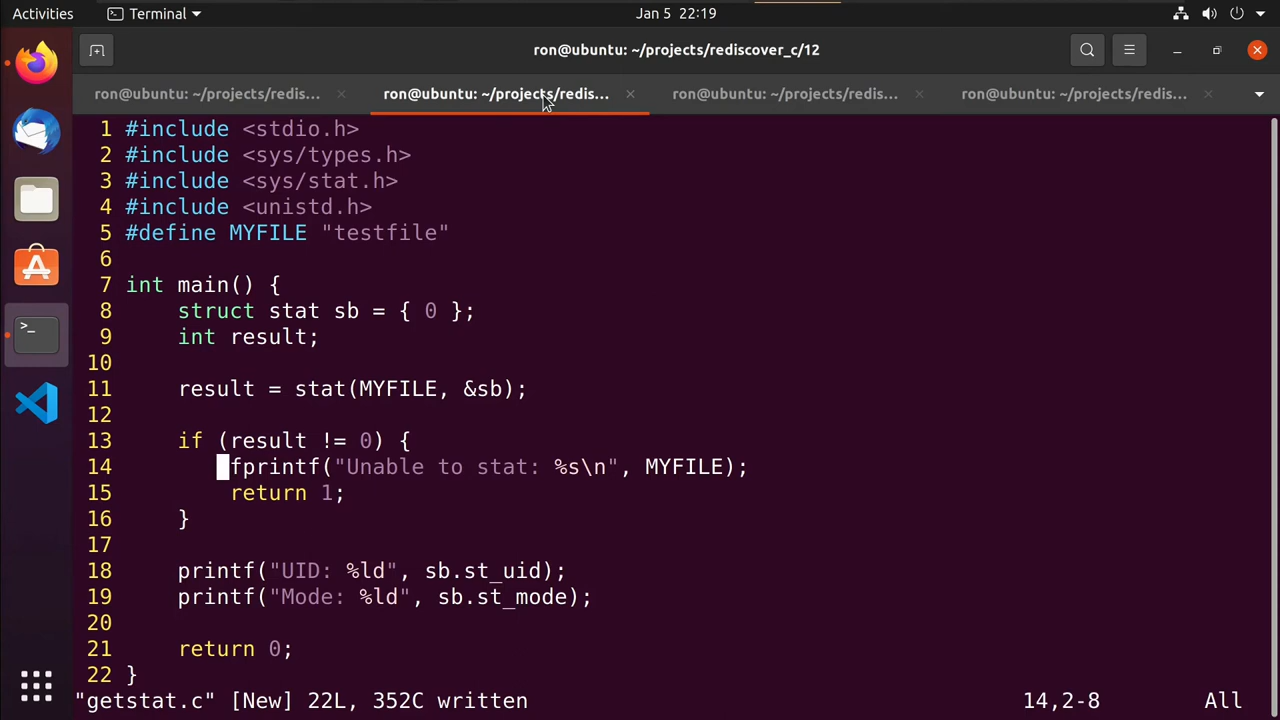 Activities
Terminal
Jan 5 22:19
ron@ubuntu: ~/projects/rediscover_c/12
ron@ubuntu: ~/projects/redis...
ron@ubuntu: ~/projects/redis...
ron@ubuntu: ~/projects/redis...
ron@ubuntu: ~/projects/redis...
1 #include <stdio.h>
2 #include <sys/types.h>
3 #include <sys/stat.h>
4 #include <unistd.h>
5 #define MYFILE "testfile"
6
7 int main() {
8     struct stat sb = { 0 };
9     int result;
10
11     result = stat(MYFILE, &sb);
12
13     if (result != 0) {
14         fprintf("Unable to stat: %s\n", MYFILE);
15         return 1;
16     }
17
18     printf("UID: %ld", sb.st_uid);
19     printf("Mode: %ld", sb.st_mode);
20
21     return 0;
22 }
"getstat.c" [New] 22L, 352C written 14,2-8 All